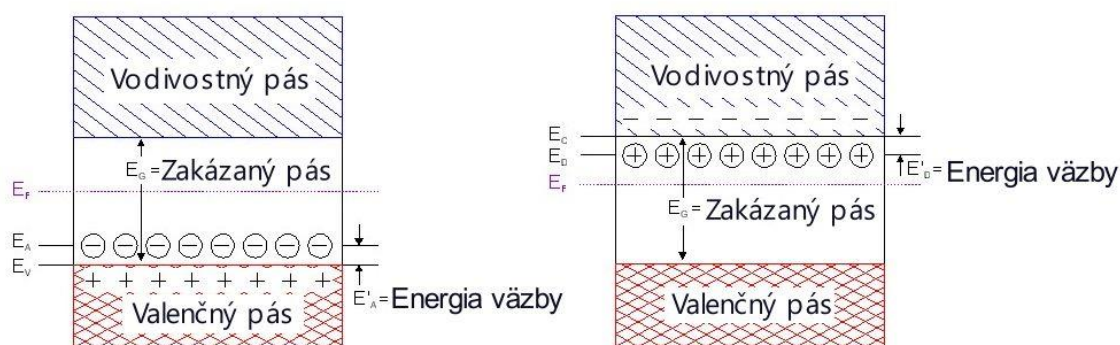 Vodivostný pás
E_G = Zakázaný pás
E_F
E_A
E_V
E'_A = Energia väzby
Valenčný pás
Vodivostný pás
E_C
E_D
E'_D = Energia väzby
E_F
E_G = Zakázaný pás
Valenčný pás